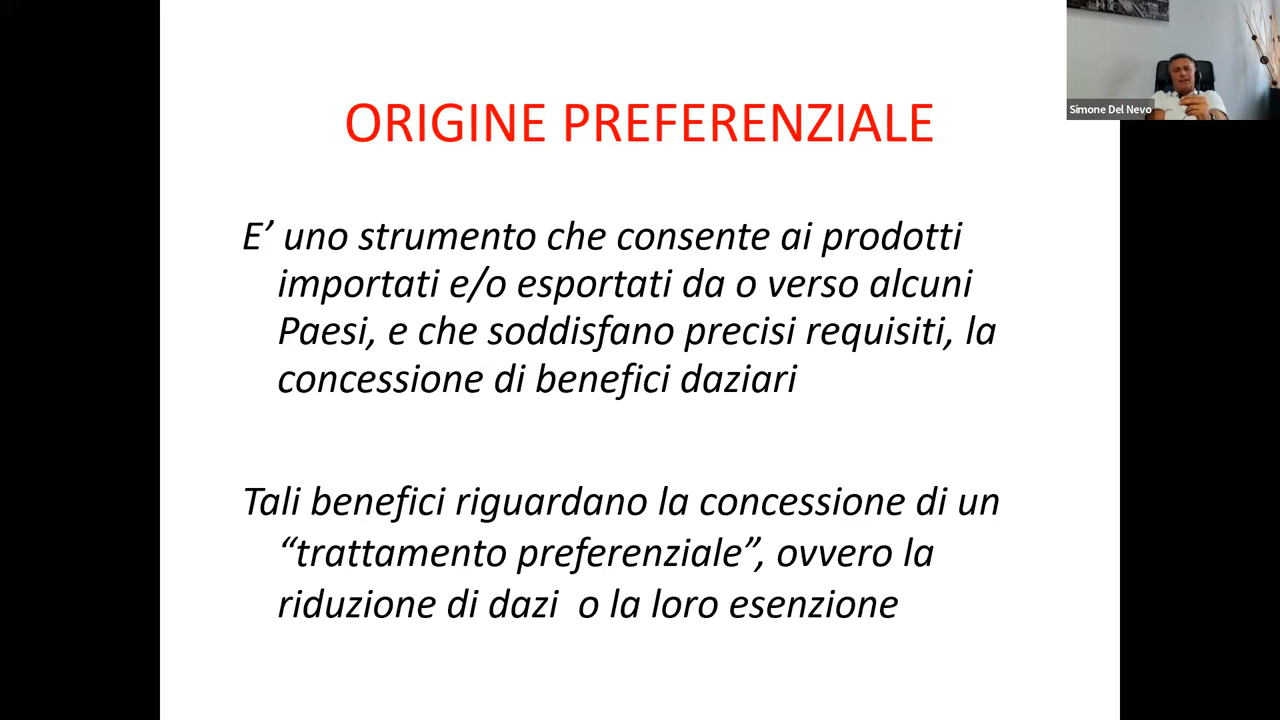 ORIGINE PREFERENZIALE
Simone Del Nevo
E’ uno strumento che consente ai prodotti
importati e/o esportati da o verso alcuni
Paesi, e che soddisfano precisi requisiti, la
concessione di benefici daziari
Tali benefici riguardano la concessione di un
“trattamento preferenziale”, ovvero la
riduzione di dazi  o la loro esenzione